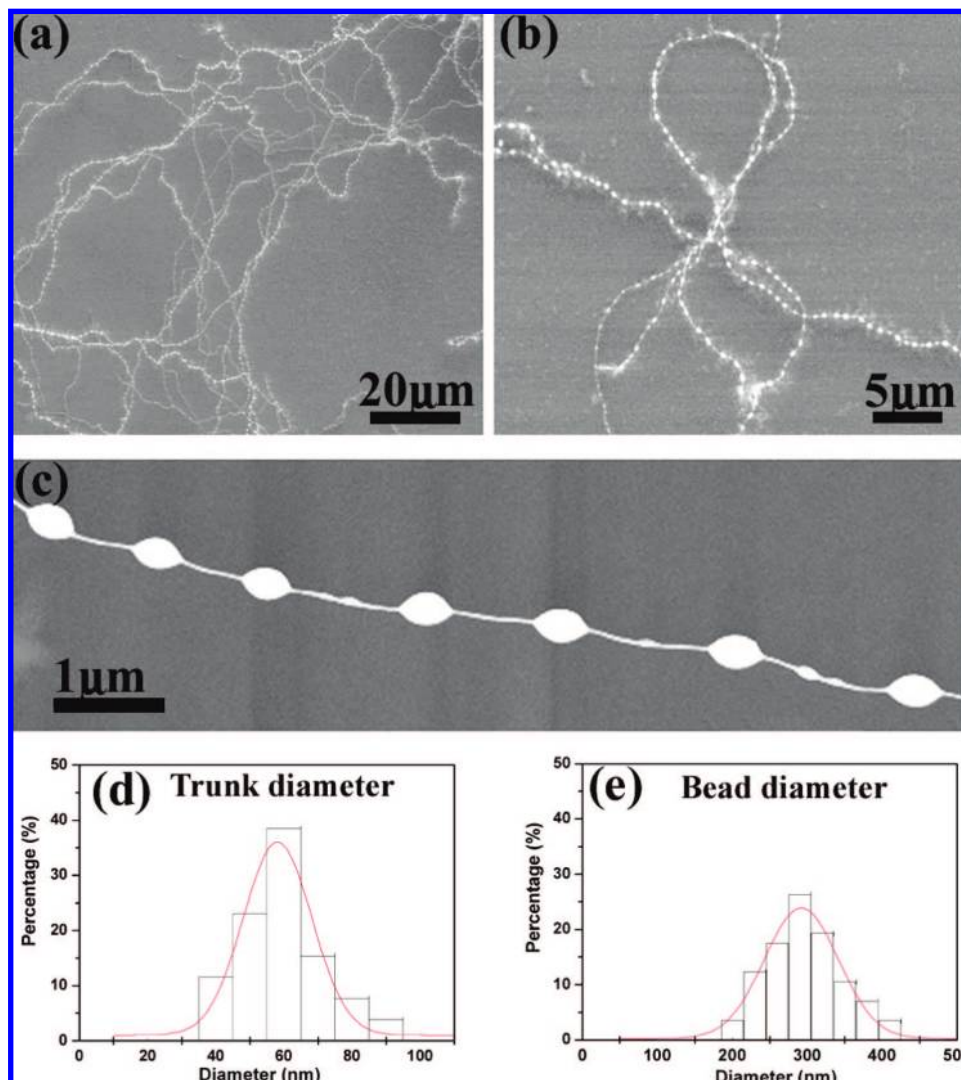 (a)
20μm
(b)
5μm
(c)
1μm
(d) Trunk diameter
50
40
30
20
10
0
Percentage (%)
0 20 40 60 80 100
Diameter (nm)
(e) Bead diameter
50
40
30
20
10
0
Percentage (%)
0 100 200 300 400 50
Diameter (nm)